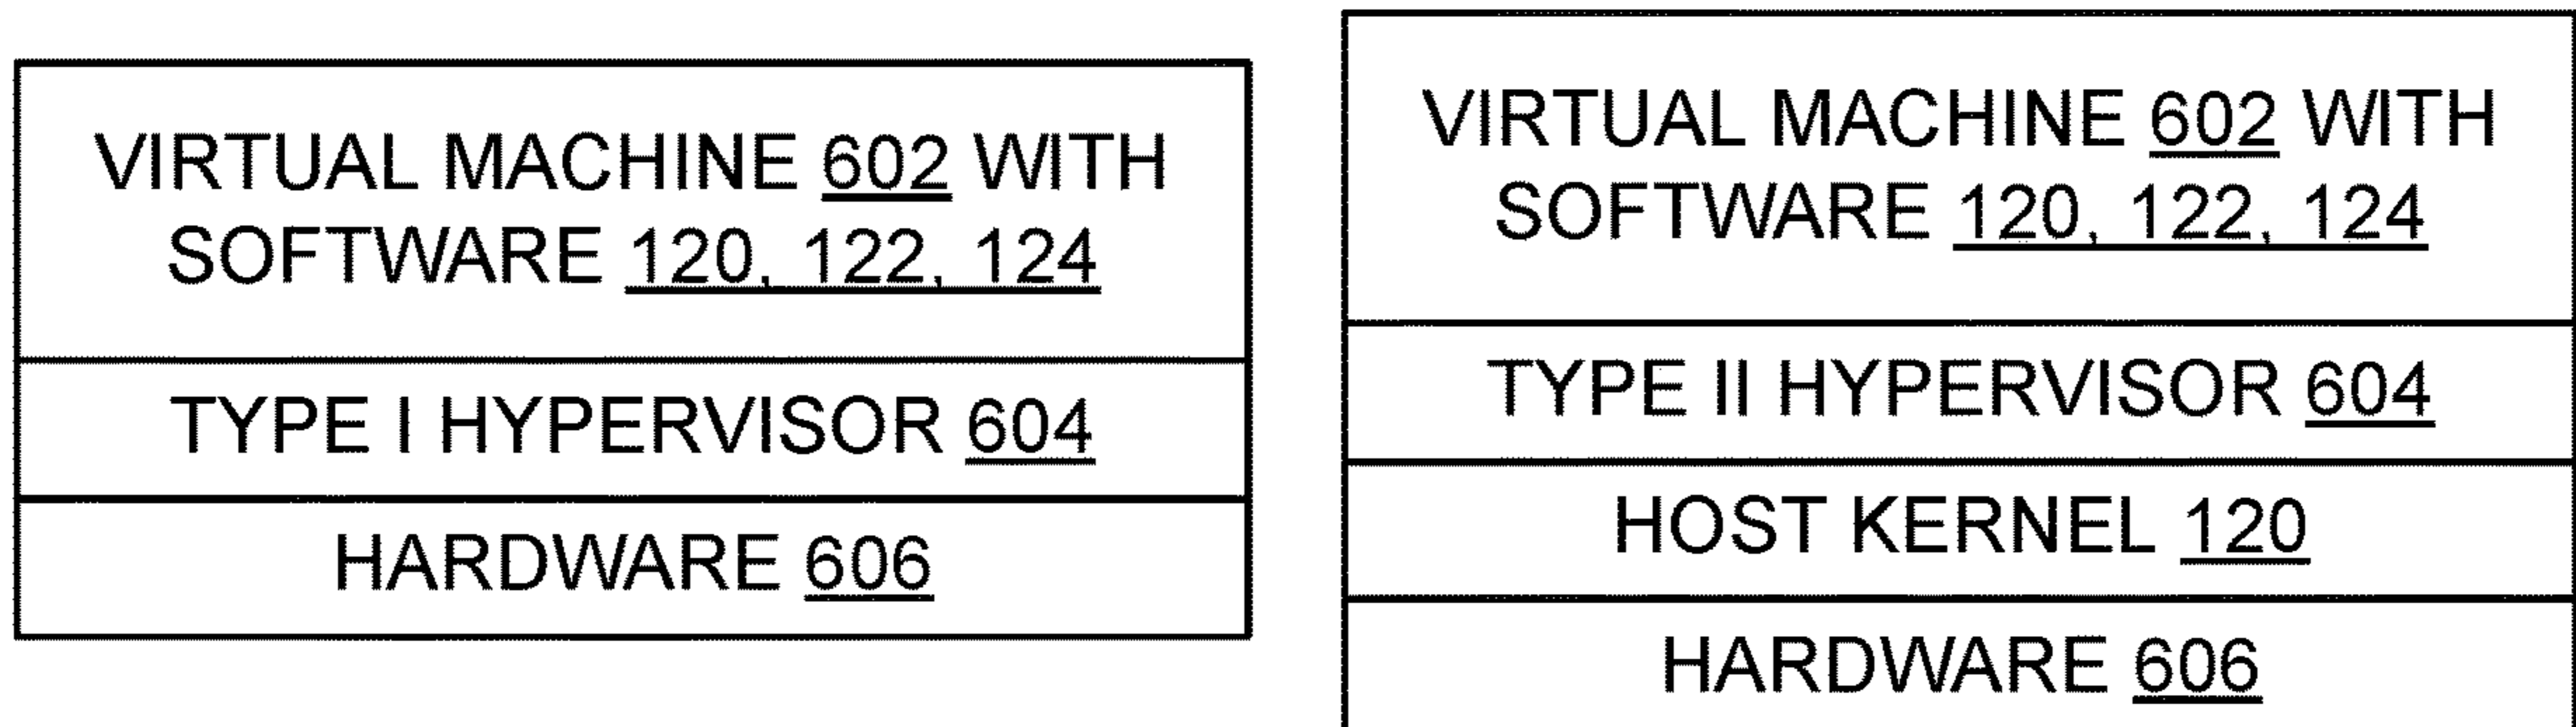 VIRTUAL MACHINE 602 WITH
SOFTWARE 120, 122, 124
TYPE I HYPERVISOR 604
HARDWARE 606
VIRTUAL MACHINE 602 WITH
SOFTWARE 120, 122, 124
TYPE II HYPERVISOR 604
HOST KERNEL 120
HARDWARE 606